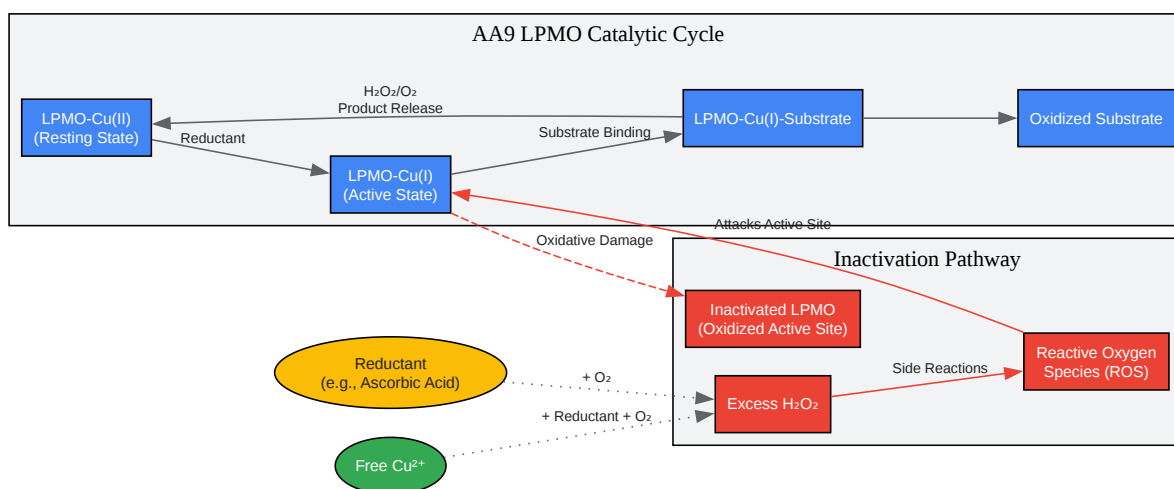 AA9 LPMO Catalytic Cycle
H₂O₂/O₂
Product Release
LPMO-Cu(II)
(Resting State)
Reductant
LPMO-Cu(I)
(Active State)
Substrate Binding
LPMO-Cu(I)-Substrate
Oxidized Substrate
Attacks Active Site
Oxidative Damage
Inactivation Pathway
Inactivated LPMO
(Oxidized Active Site)
Reactive Oxygen
Species (ROS)
Side Reactions
Excess H₂O₂
Reductant
(e.g., Ascorbic Acid)
+ O₂
+ Reductant + O₂
Free Cu²⁺